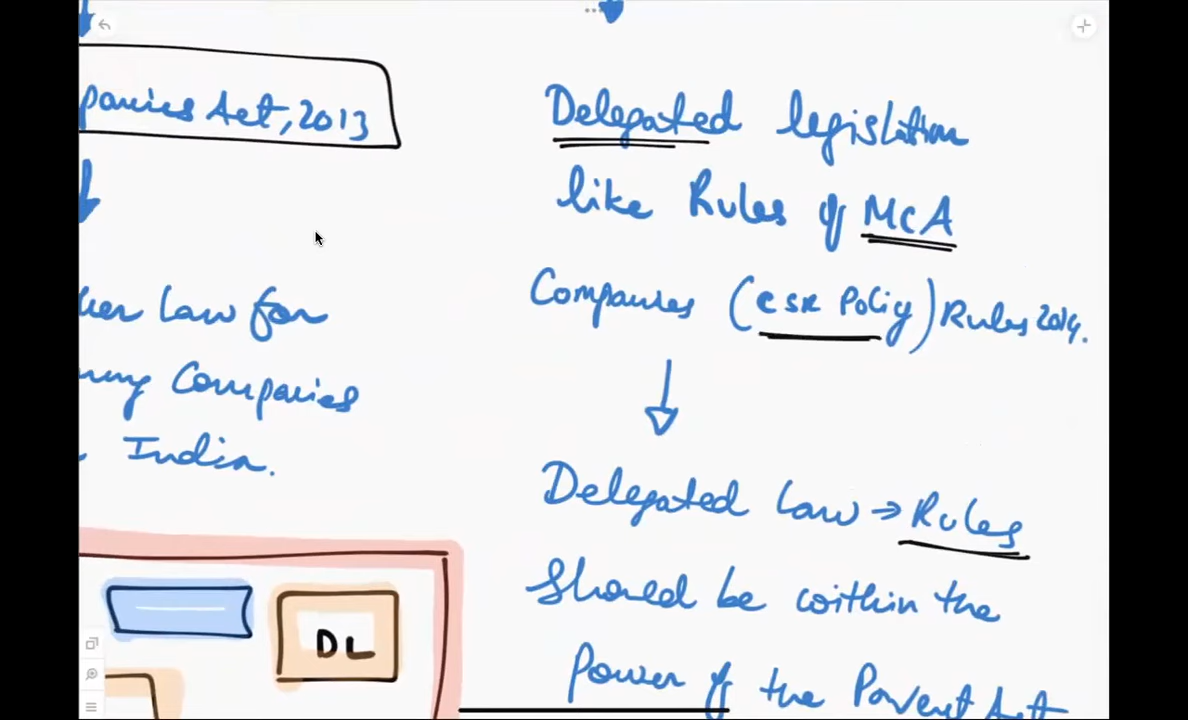 panies Act, 2013
law for
Companies
India.
DL
Delegated legislation
like Rules of MCA
Companies (CSR Policy) Rules 2014.
Delegated Law → Rules
should be within the
power of the Parent Act